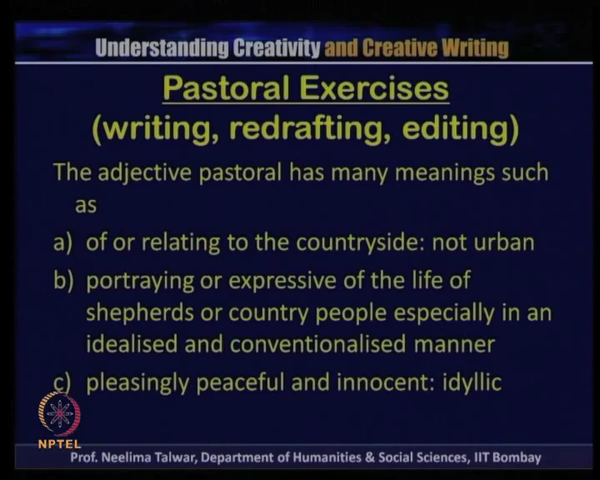 Understanding Creativity and Creative Writing
Pastoral Exercises
(writing, redrafting, editing)
The adjective pastoral has many meanings such
as
a) of or relating to the countryside: not urban
b) portraying or expressive of the life of
shepherds or country people especially in an
idealised and conventionalised manner
c) pleasingly peaceful and innocent: idyllic
NPTEL
Prof. Neelima Talwar, Department of Humanities & Social Sciences, IIT Bombay